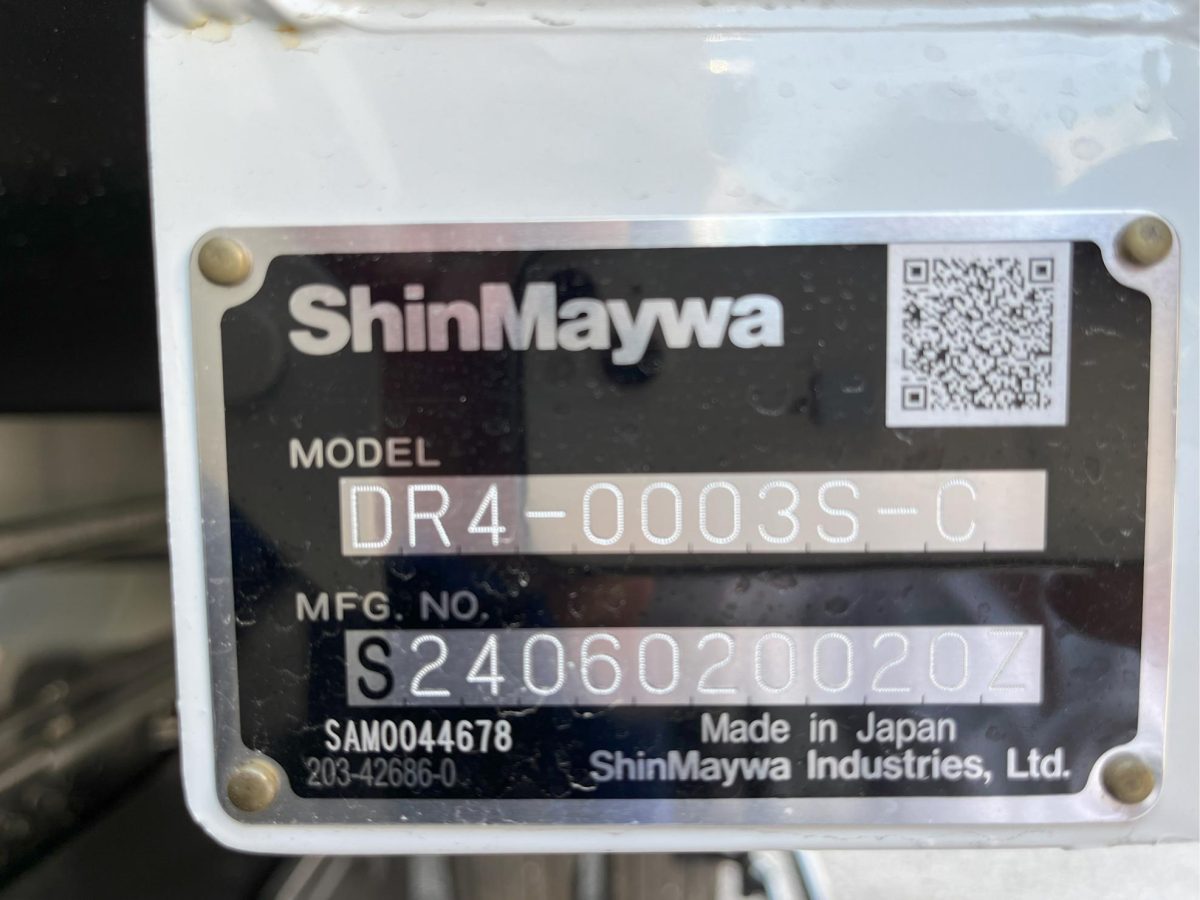 ShinMaywa
MODEL
DR4-0003S-C
MFG. NO.
S2406020020Z
SAM0044678
203-42686-0
Made in Japan
ShinMaywa Industries, Ltd.